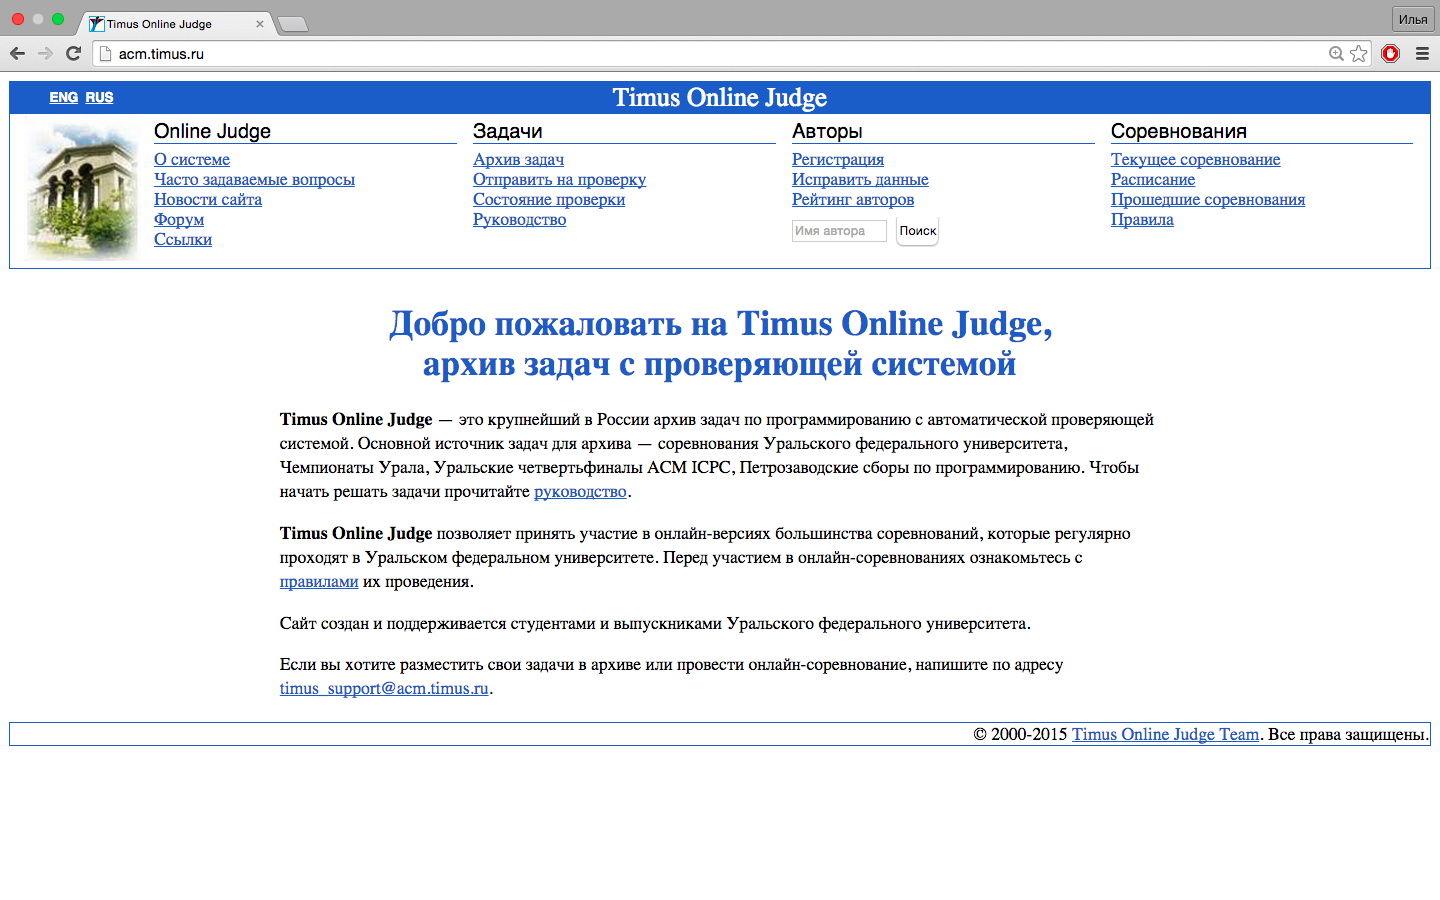 Timus Online Judge
Илья
acm.timus.ru
ENG RUS
Timus Online Judge
Online Judge
О системе
Часто задаваемые вопросы
Новости сайта
Форум
Ссылки
Задачи
Архив задач
Отправить на проверку
Состояние проверки
Руководство
Авторы
Регистрация
Исправить данные
Рейтинг авторов
Имя автора
Поиск
Соревнования
Текущее соревнование
Расписание
Прошедшие соревнования
Правила
Добро пожаловать на Timus Online Judge,
архив задач с проверяющей системой
Timus Online Judge — это крупнейший в России архив задач по программированию с автоматической проверяющей
системой. Основной источник задач для архива — соревнования Уральского федерального университета,
Чемпионаты Урала, Уральские четвертьфиналы ACM ICPC, Петрозаводские сборы по программированию. Чтобы
начать решать задачи прочитайте руководство.
Timus Online Judge позволяет принять участие в онлайн-версиях большинства соревнований, которые регулярно
проходят в Уральском федеральном университете. Перед участием в онлайн-соревнованиях ознакомьтесь с
правилами их проведения.
Сайт создан и поддерживается студентами и выпускниками Уральского федерального университета.
Если вы хотите разместить свои задачи в архиве или провести онлайн-соревнование, напишите по адресу
timus_support@acm.timus.ru.
© 2000-2015 Timus Online Judge Team. Все права защищены.